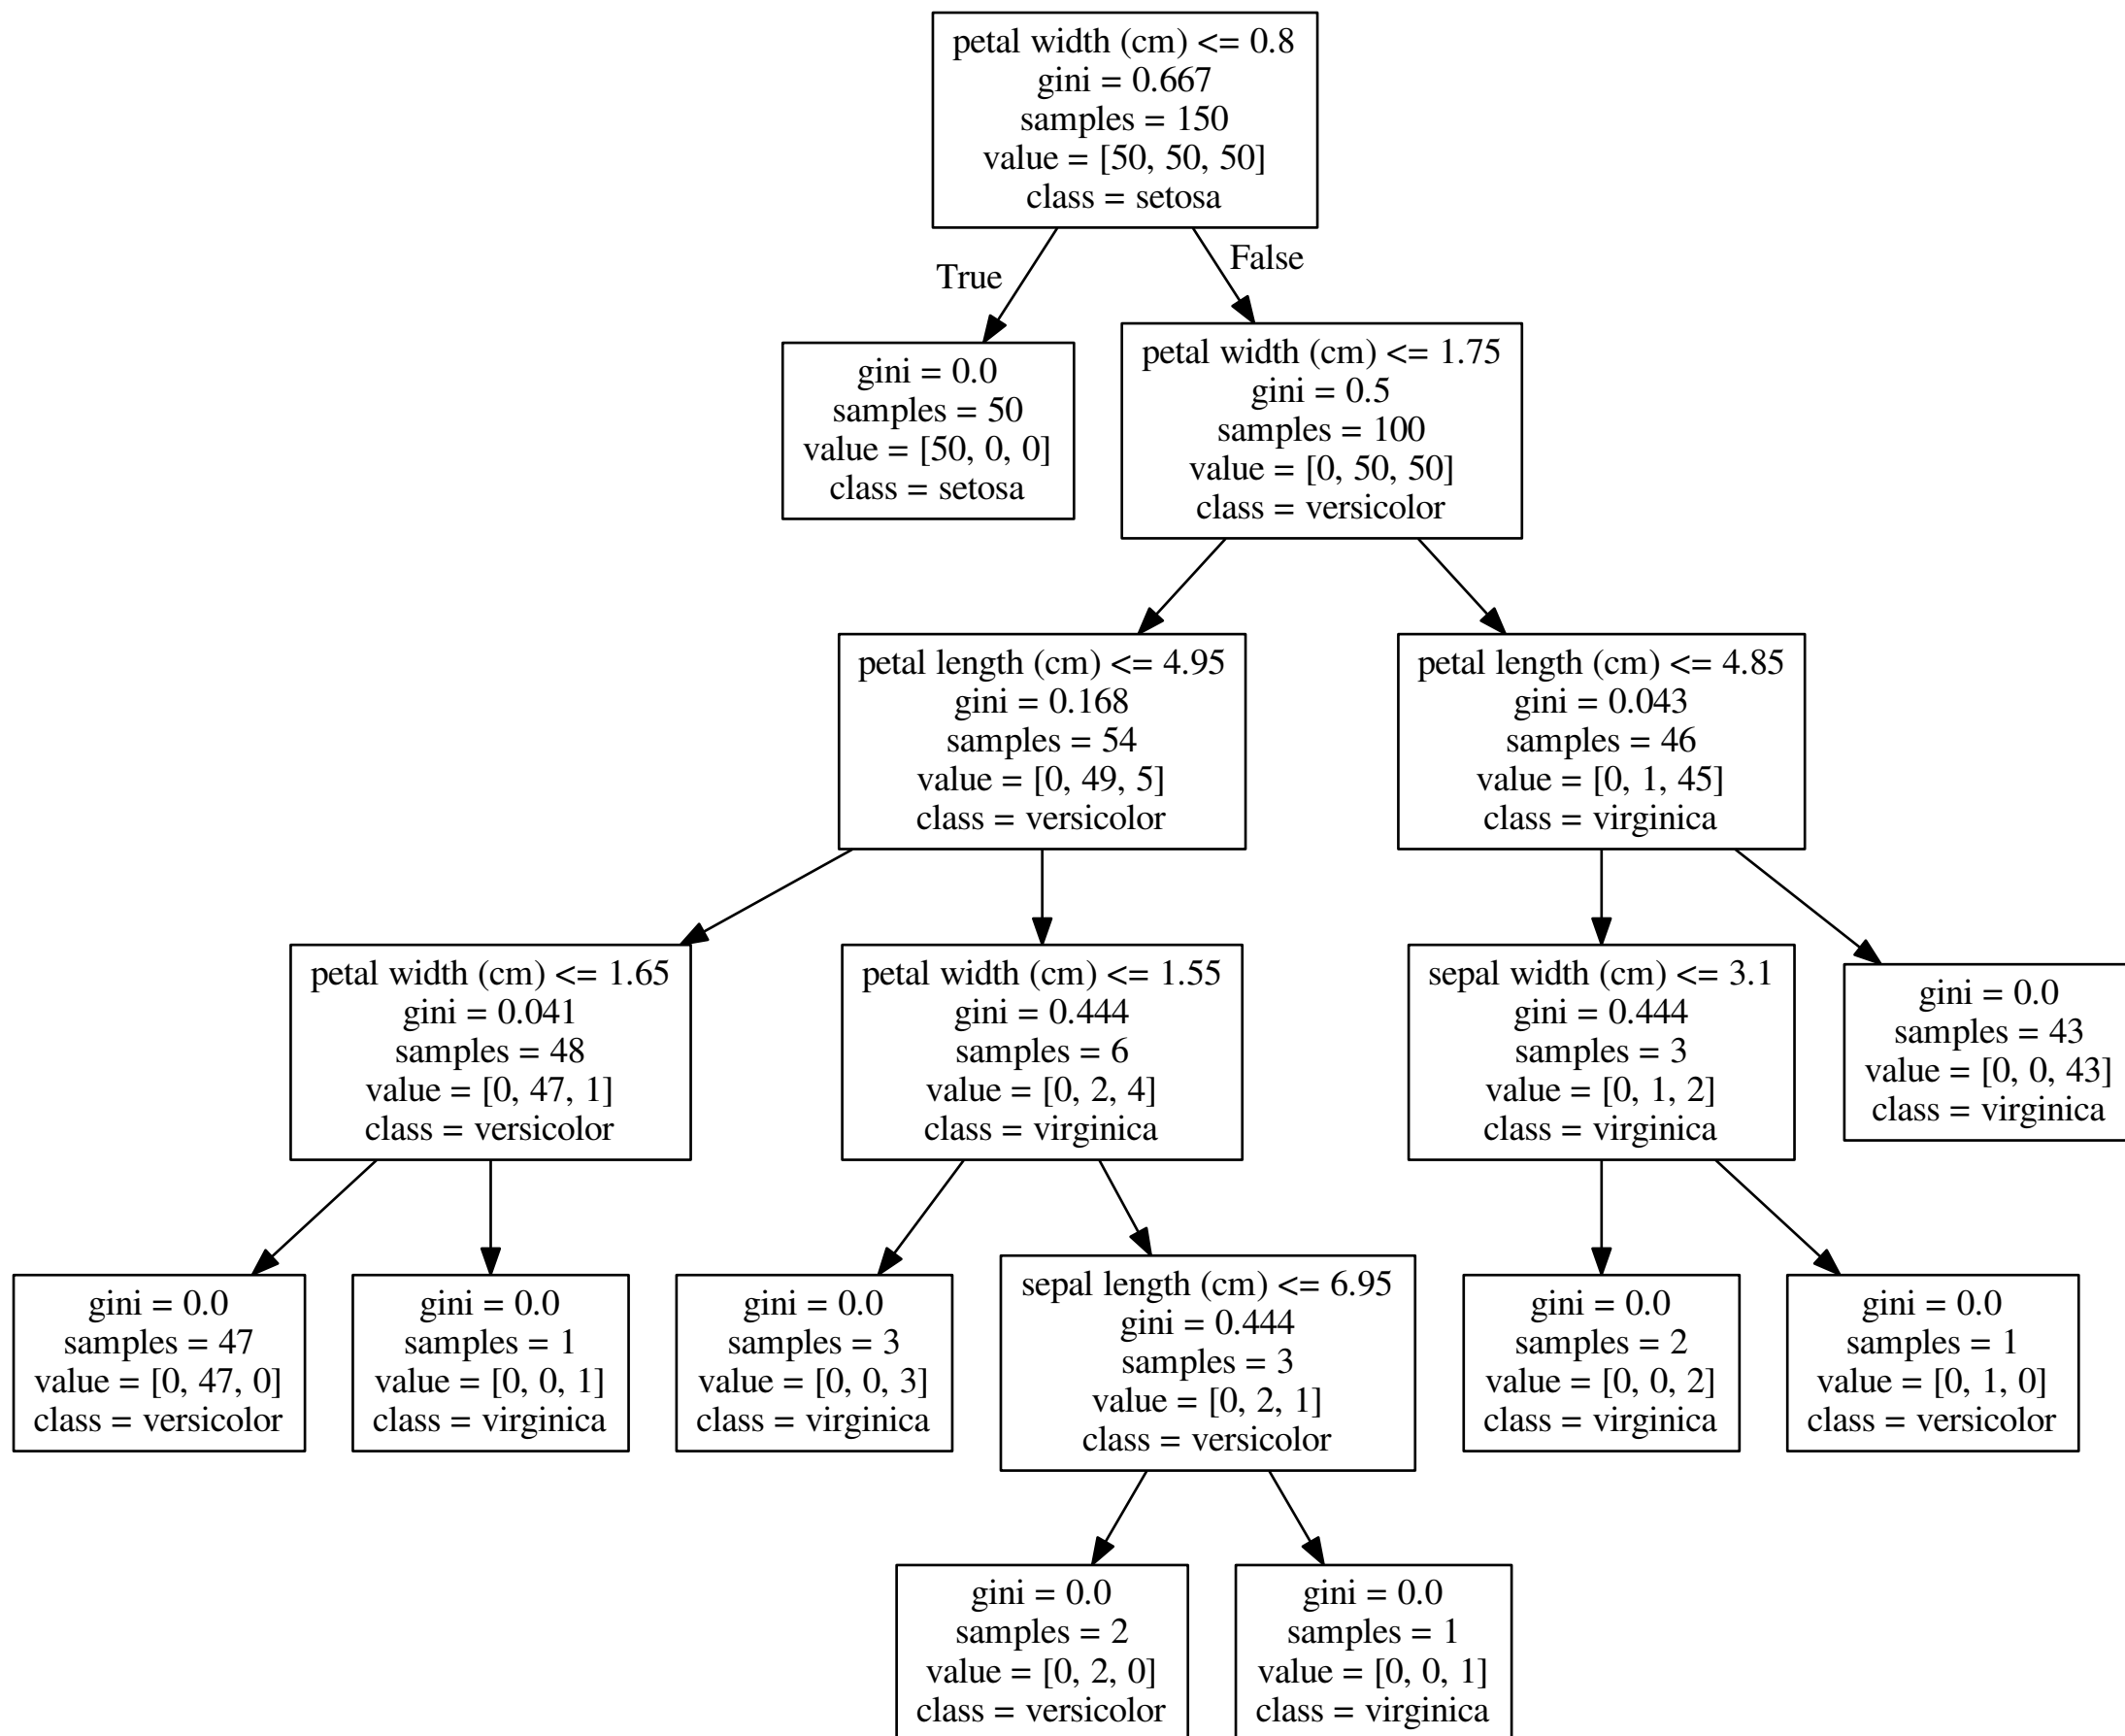 petal width (cm) <= 0.8
gini = 0.667
samples = 150
value = [50, 50, 50]
class = setosa
True
False
gini = 0.0
samples = 50
value = [50, 0, 0]
class = setosa
petal width (cm) <= 1.75
gini = 0.5
samples = 100
value = [0, 50, 50]
class = versicolor
petal length (cm) <= 4.95
gini = 0.168
samples = 54
value = [0, 49, 5]
class = versicolor
petal length (cm) <= 4.85
gini = 0.043
samples = 46
value = [0, 1, 45]
class = virginica
petal width (cm) <= 1.65
gini = 0.041
samples = 48
value = [0, 47, 1]
class = versicolor
petal width (cm) <= 1.55
gini = 0.444
samples = 6
value = [0, 2, 4]
class = virginica
sepal width (cm) <= 3.1
gini = 0.444
samples = 3
value = [0, 1, 2]
class = virginica
gini = 0.0
samples = 43
value = [0, 0, 43]
class = virginica
gini = 0.0
samples = 47
value = [0, 47, 0]
class = versicolor
gini = 0.0
samples = 1
value = [0, 0, 1]
class = virginica
gini = 0.0
samples = 3
value = [0, 0, 3]
class = virginica
sepal length (cm) <= 6.95
gini = 0.444
samples = 3
value = [0, 2, 1]
class = versicolor
gini = 0.0
samples = 2
value = [0, 0, 2]
class = virginica
gini = 0.0
samples = 1
value = [0, 1, 0]
class = versicolor
gini = 0.0
samples = 2
value = [0, 2, 0]
class = versicolor
gini = 0.0
samples = 1
value = [0, 0, 1]
class = virginica